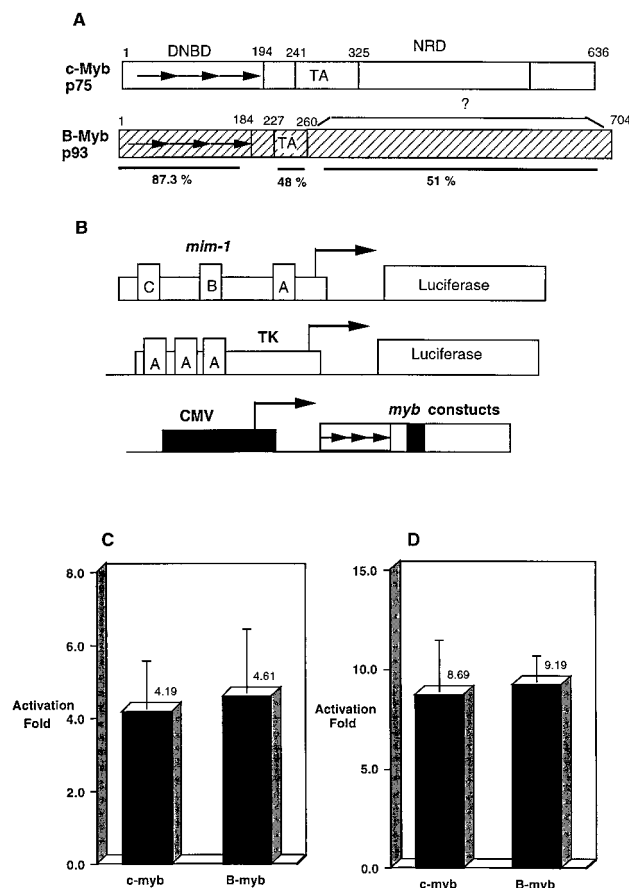 A
1 DNBD 194 241 325 NRD 636
c-Myb
p75
TA
?
1 184 227 260 704
B-Myb
p93
TA
87.3 % 48 % 51 %
B
mim-1
C B A Luciferase
TK
A A A Luciferase
CMV myb constucts
C
8.0
6.0
4.0
2.0
0.0
Activation
Fold
4.19
4.61
c-myb B-myb
D
15.0
10.0
5.0
0.0
Activation
Fold
8.69
9.19
c-myb B-myb